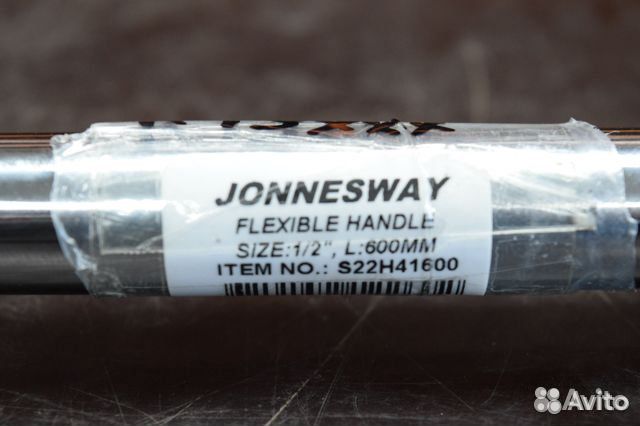 JONNESWAY
FLEXIBLE HANDLE
SIZE:1/2", L:600MM
ITEM NO.: S22H41600
Avito